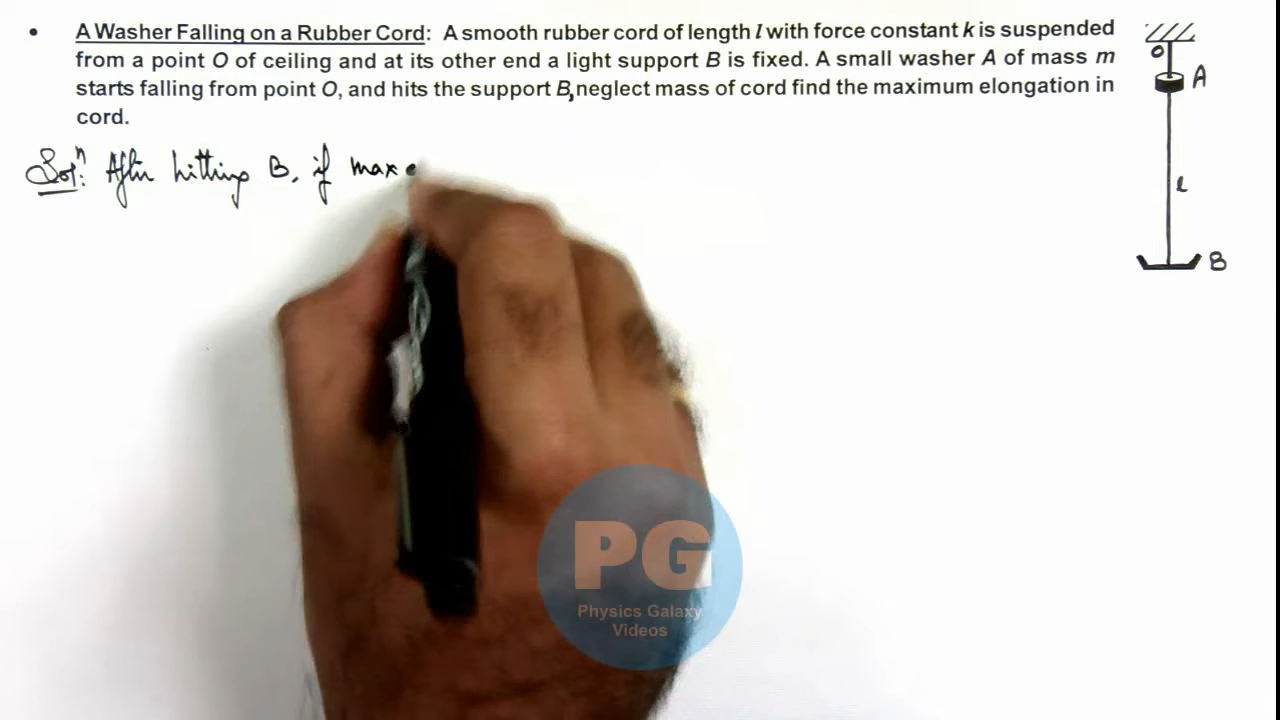 • A Washer Falling on a Rubber Cord: A smooth rubber cord of length l with force constant k is suspended
from a point O of ceiling and at its other end a light support B is fixed. A small washer A of mass m
starts falling from point O, and hits the support B, neglect mass of cord find the maximum elongation in
cord.
O
A
l
B
Solⁿ: After hitting B, if max e
PG
Physics Galaxy
Videos